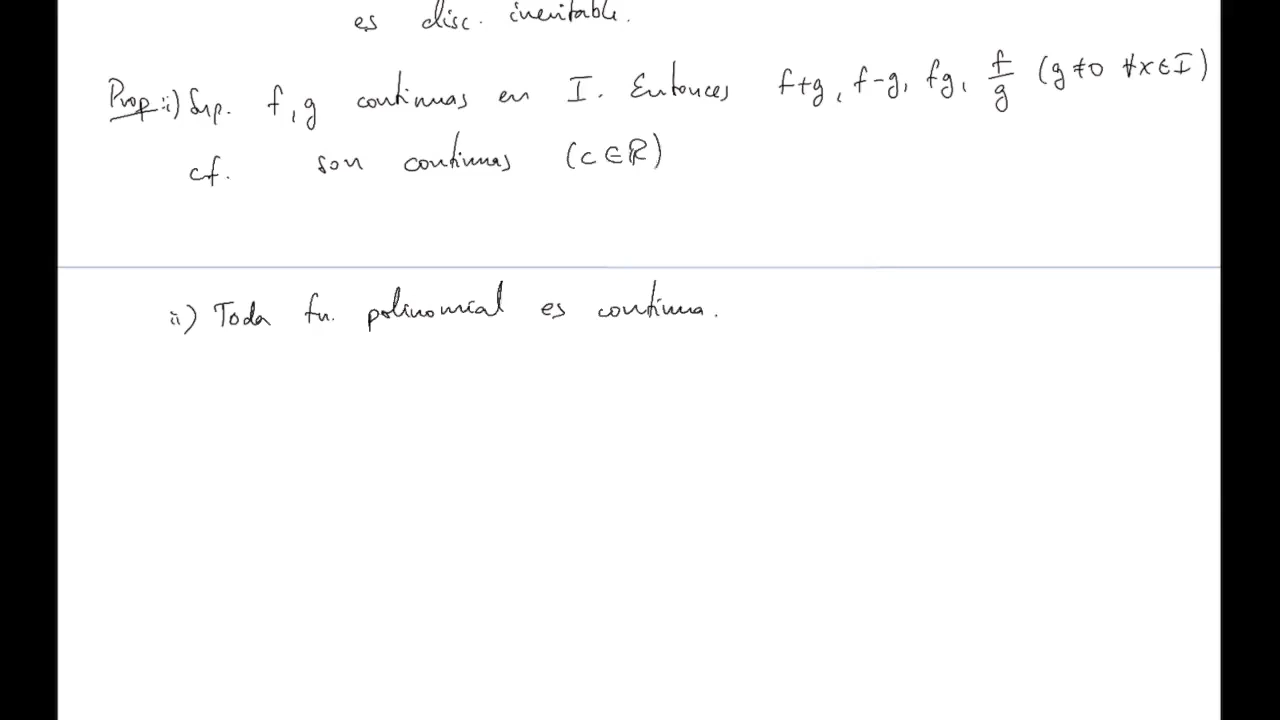 es disc. inevitable.
Prop: i) Sup. f, g continuas en I. Entonces f+g, f-g, fg, f/g (g≠0 ∀x∈I)
cf. son continuas (c∈ℝ)
ii) Toda fn. polinomial es continua.